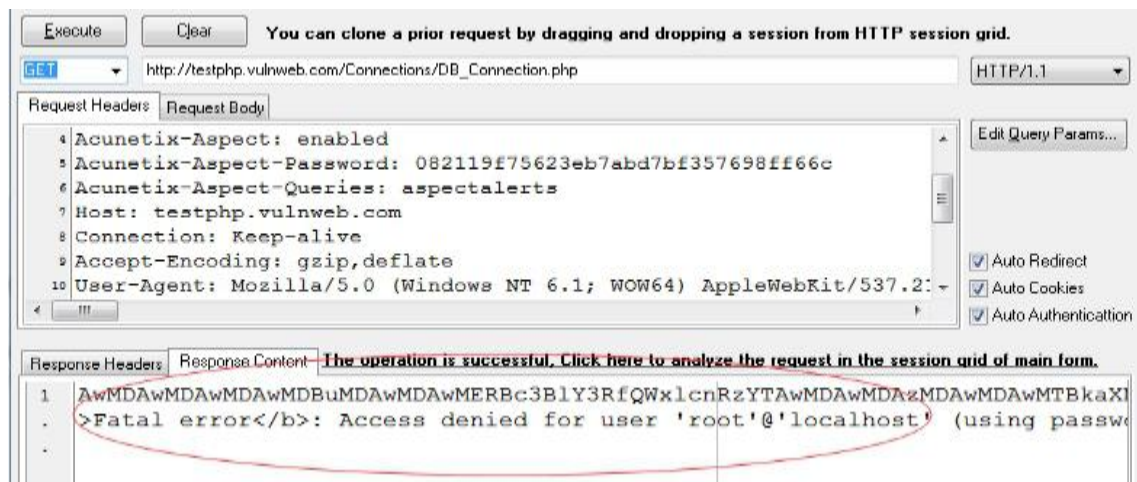 Execute Clear You can clone a prior request by dragging and dropping a session from HTTP session grid.
GET http://testphp.vulnweb.com/Connections/DB_Connection.php HTTP/1.1
Request Headers Request Body
Edit Query Params...
4 Acunetix-Aspect: enabled
5 Acunetix-Aspect-Password: 082119f75623eb7abd7bf357698ff66c
6 Acunetix-Aspect-Queries: aspectalerts
7 Host: testphp.vulnweb.com
8 Connection: Keep-alive
9 Accept-Encoding: gzip,deflate
10 User-Agent: Mozilla/5.0 (Windows NT 6.1; WOW64) AppleWebKit/537.21
Auto Redirect
Auto Cookies
Auto Authenticattion
Response Headers Response Content The operation is successful, Click here to analyze the request in the session grid of main form.
1 AwMDAwMDAwMDAwMDBuMDAwMDAwMERBc3BlY3RfQWxlcnRzYTAwMDAwMDAzMDAwMDAwMTBkaX
. >Fatal error</b>: Access denied for user 'root'@'localhost' (using passw
.